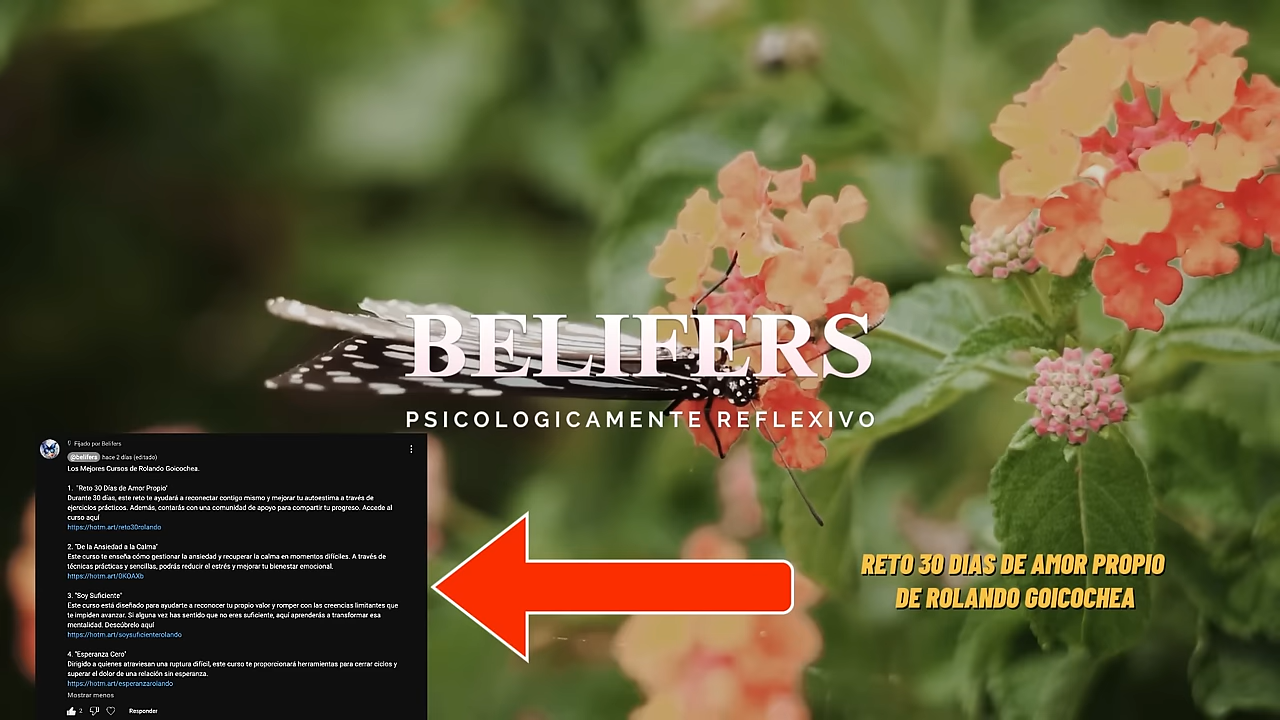 BELIFERS
PSICOLOGICAMENTE REFLEXIVO
Fijado por Belifers
@belifers hace 2 días (editado)
Los Mejores Cursos de Rolando Goicochea.
1. "Reto 30 Días de Amor Propio"
Durante 30 días, este reto te ayudará a reconectar contigo mismo y mejorar tu autoestima a través de
ejercicios prácticos. Además, contarás con una comunidad de apoyo para compartir tu progreso. Accede al
curso aquí
https://hotm.art/reto30rolando
2. "De la Ansiedad a la Calma"
Este curso te enseña cómo gestionar la ansiedad y recuperar la calma en momentos difíciles. A través de
técnicas prácticas y sencillas, podrás reducir el estrés y mejorar tu bienestar emocional.
https://hotm.art/0KOAXb
3. "Soy Suficiente"
Este curso está diseñado para ayudarte a reconocer tu propio valor y romper con las creencias limitantes que
te impiden avanzar. Si alguna vez has sentido que no eres suficiente, aquí aprenderás a transformar esa
mentalidad. Descúbrelo aquí
https://hotm.art/soysuficienterolando
4. "Esperanza Cero"
Dirigido a quienes atraviesan una ruptura difícil, este curso te proporcionará herramientas para cerrar ciclos y
superar el dolor de una relación sin esperanza.
https://hotm.art/esperanzarolando
Mostrar menos
2 Responder
RETO 30 DIAS DE AMOR PROPIO
DE ROLANDO GOICOCHEA